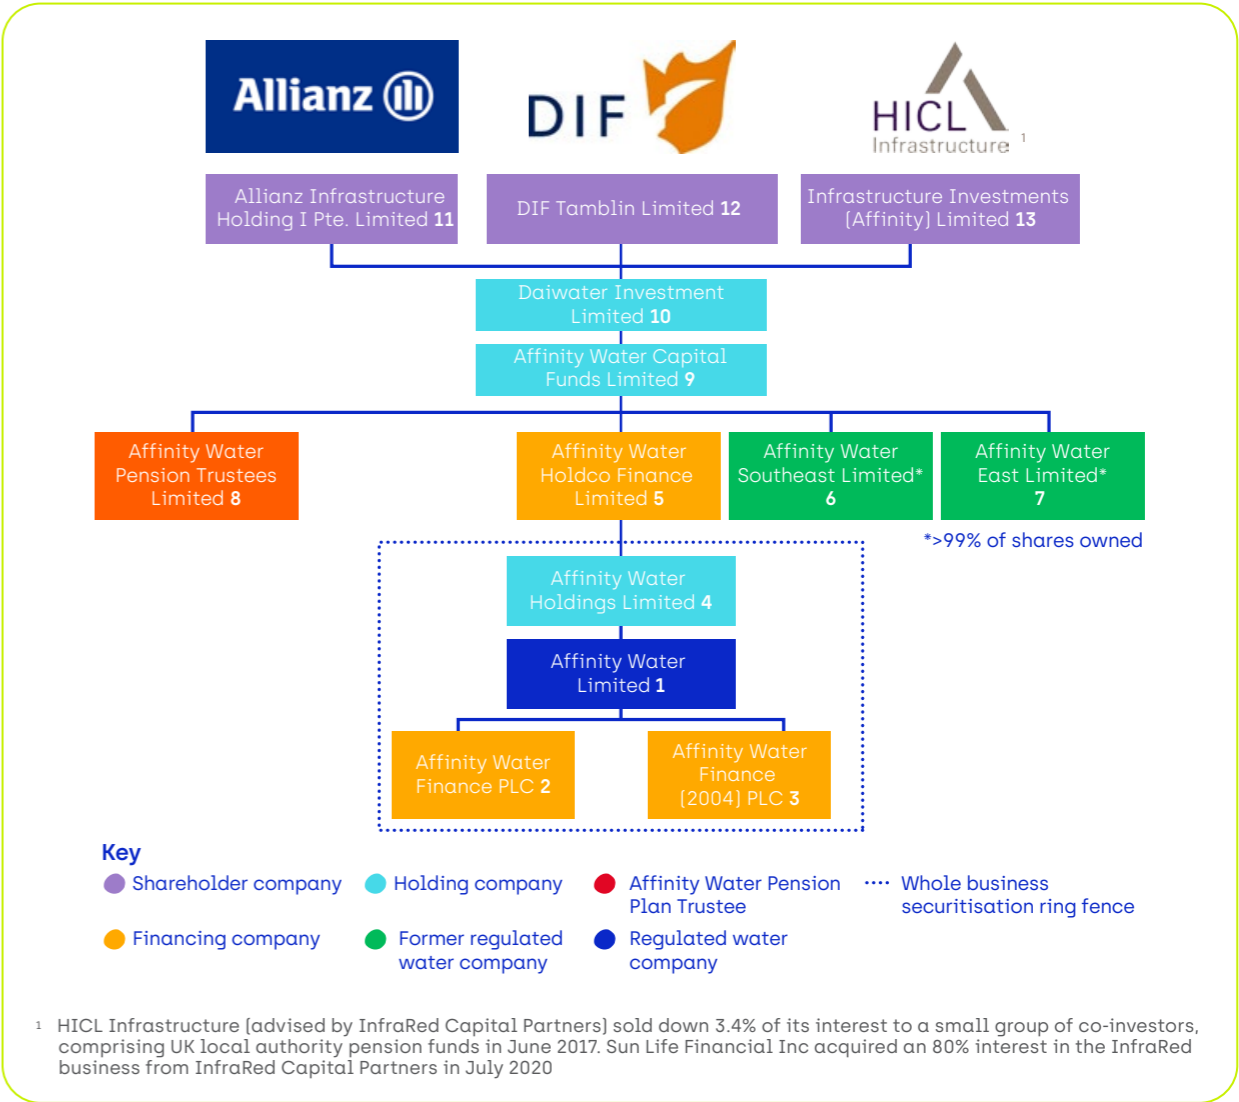 Allianz
DIF
HICL
Infrastructure 1
Allianz Infrastructure
Holding I Pte. Limited 11
DIF Tamblin Limited 12
Infrastructure Investments
(Affinity) Limited 13
Daiwater Investment
Limited 10
Affinity Water Capital
Funds Limited 9
Affinity Water
Pension Trustees
Limited 8
Affinity Water
Holdco Finance
Limited 5
Affinity Water
Southeast Limited*
6
Affinity Water
East Limited*
7
*>99% of shares owned
Affinity Water
Holdings Limited 4
Affinity Water
Limited 1
Affinity Water
Finance PLC 2
Affinity Water
Finance
(2004) PLC 3
Key
Shareholder company
Holding company
Affinity Water Pension
Plan Trustee
Whole business
securitisation ring fence
Financing company
Former regulated
water company
Regulated water
company
1 HICL Infrastructure (advised by InfraRed Capital Partners) sold down 3.4% of its interest to a small group of co-investors,
comprising UK local authority pension funds in June 2017. Sun Life Financial Inc acquired an 80% interest in the InfraRed
business from InfraRed Capital Partners in July 2020